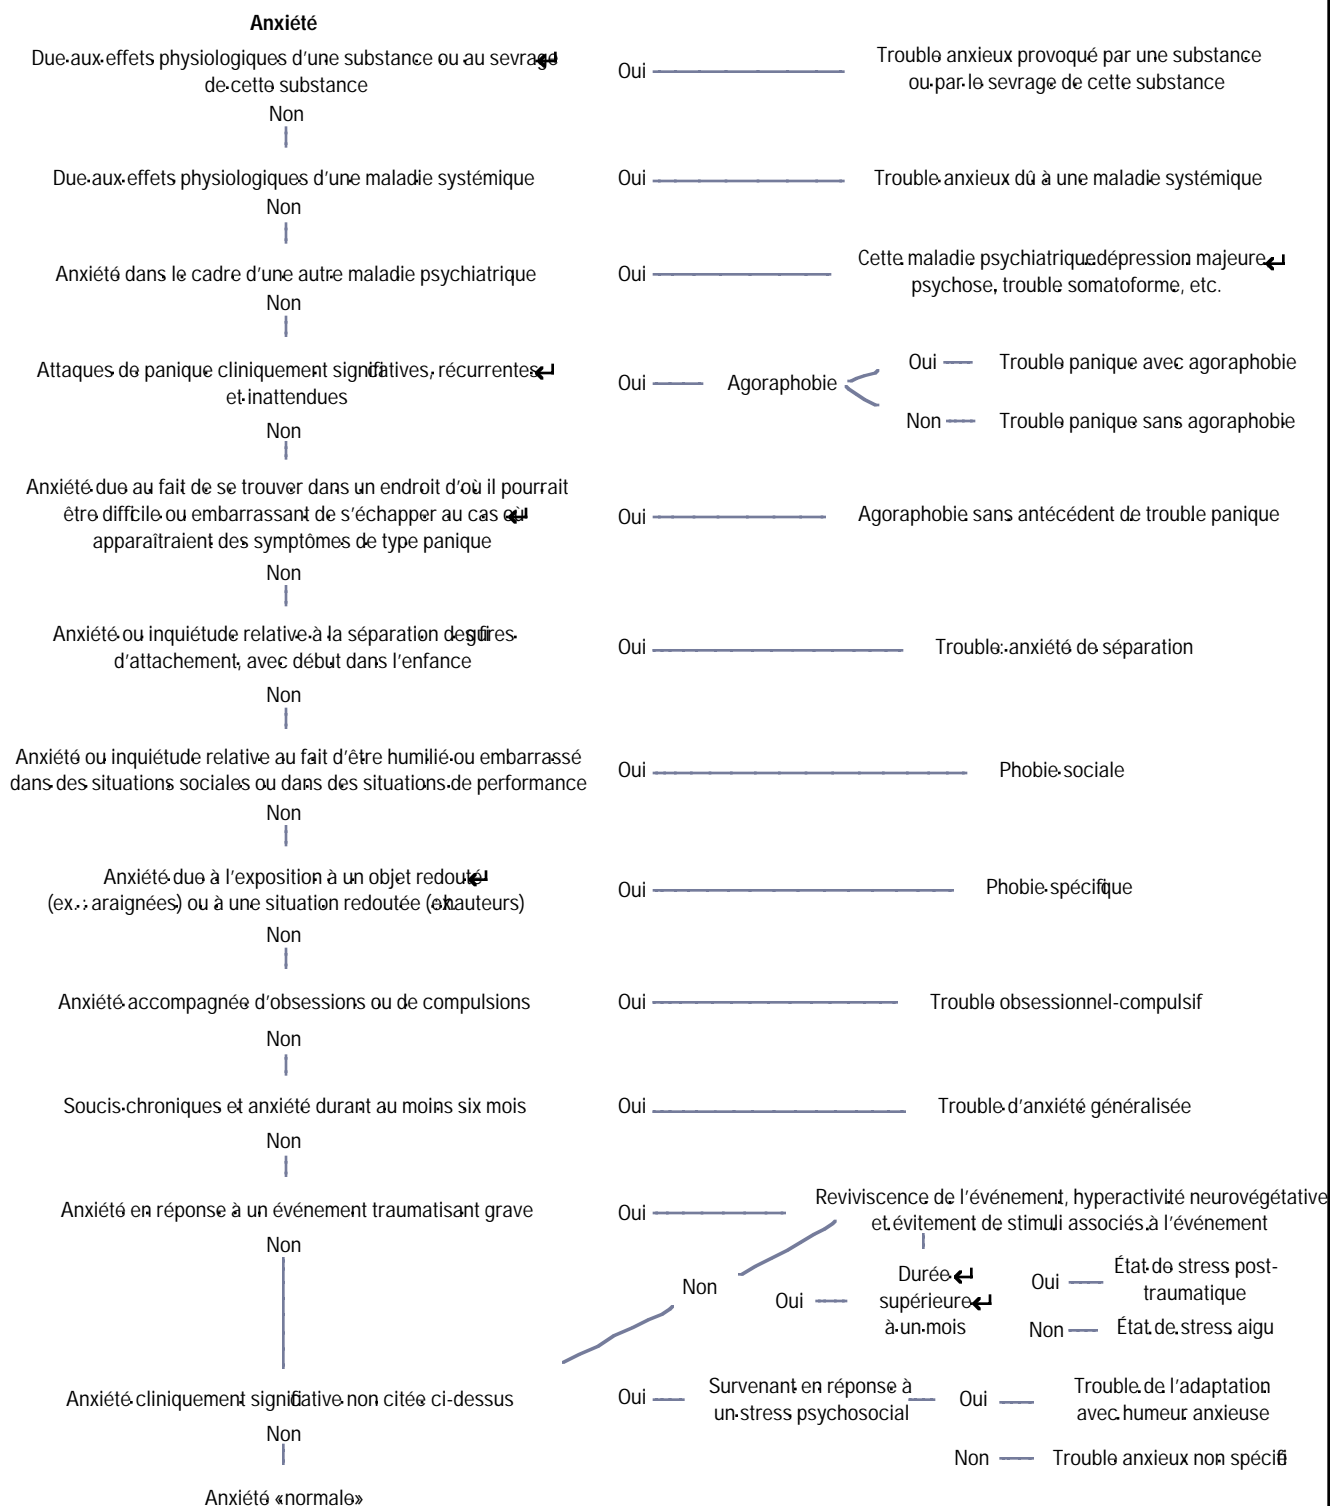 Anxiété
Due aux effets physiologiques d'une substance ou au sevrage
de cette substance
Oui
Trouble anxieux provoqué par une substance
ou par le sevrage de cette substance
Non
Due aux effets physiologiques d'une maladie systémique
Oui
Trouble anxieux dû à une maladie systémique
Non
Anxiété dans le cadre d'une autre maladie psychiatrique
Oui
Cette maladie psychiatrique : dépression majeure
psychose, trouble somatoforme, etc.
Non
Attaques de panique cliniquement significatives, récurrentes
et inattendues
Oui
Agoraphobie
Oui
Trouble panique avec agoraphobie
Non
Trouble panique sans agoraphobie
Non
Anxiété due au fait de se trouver dans un endroit d'où il pourrait
être difficile ou embarrassant de s'échapper au cas où
apparaîtraient des symptômes de type panique
Oui
Agoraphobie sans antécédent de trouble panique
Non
Anxiété ou inquiétude relative à la séparation des figures
d'attachement, avec début dans l'enfance
Oui
Trouble : anxiété de séparation
Non
Anxiété ou inquiétude relative au fait d'être humilié ou embarrassé
dans des situations sociales ou dans des situations de performance
Oui
Phobie sociale
Non
Anxiété due à l'exposition à un objet redouté
(ex. : araignées) ou à une situation redoutée (ex. hauteurs)
Oui
Phobie spécifique
Non
Anxiété accompagnée d'obsessions ou de compulsions
Oui
Trouble obsessionnel-compulsif
Non
Soucis chroniques et anxiété durant au moins six mois
Oui
Trouble d'anxiété généralisée
Non
Anxiété en réponse à un événement traumatisant grave
Oui
Reviviscence de l'événement, hyperactivité neurovégétative
et évitement de stimuli associés à l'événement
Non
Non
Oui
Durée
supérieure
à un mois
Oui
État de stress post-
traumatique
Non
État de stress aigu
Anxiété cliniquement significative non citée ci-dessus
Oui
Survenant en réponse à
un stress psychosocial
Oui
Trouble de l'adaptation
avec humeur anxieuse
Non
Non
Trouble anxieux non spécifié
Anxiété «normale»